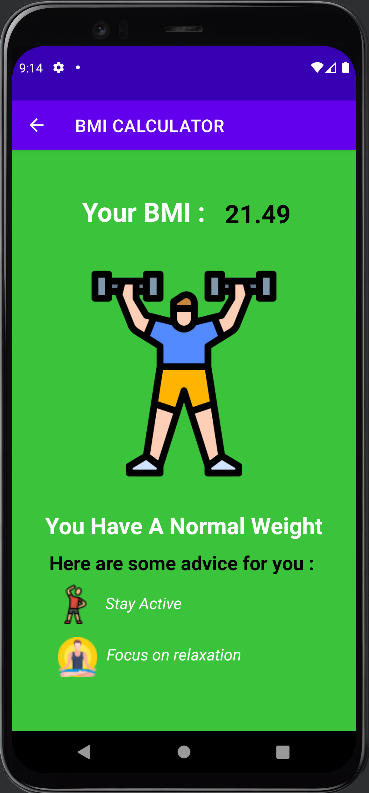 9:14
BMI CALCULATOR
Your BMI : 21.49
You Have A Normal Weight
Here are some advice for you :
Stay Active
Focus on relaxation